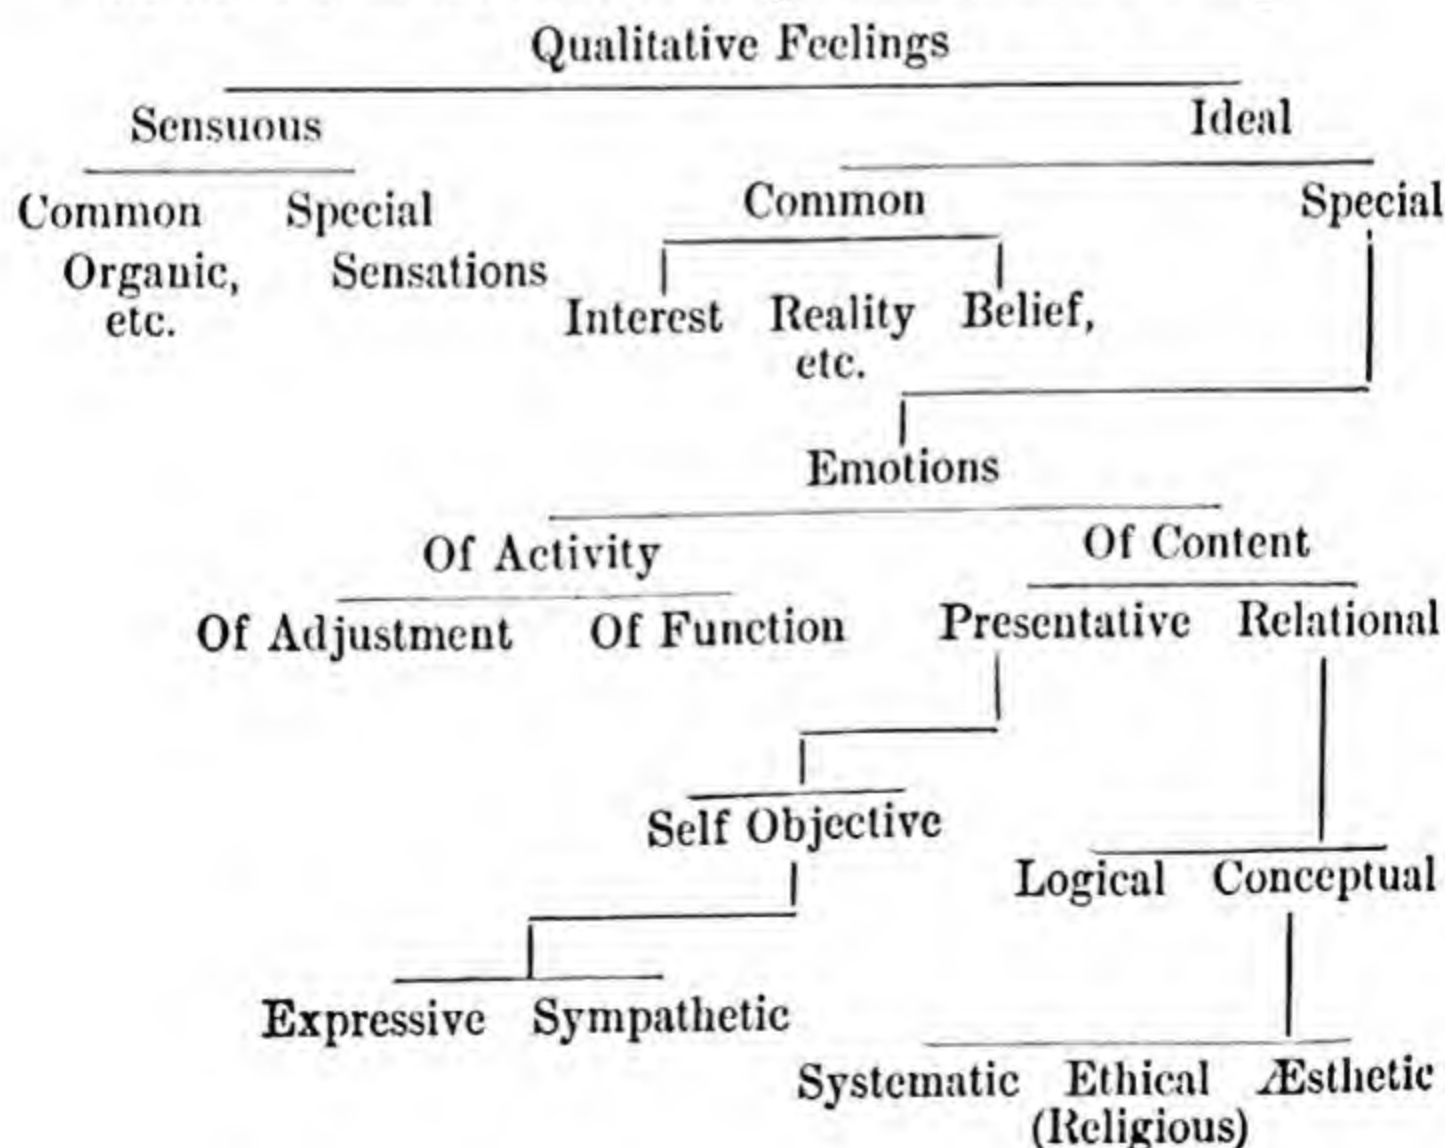 Qualitative Feelings
Sensuous Ideal
Common Special Common Special
Organic, Sensations
etc.
Interest Reality Belief,
etc.
Emotions
Of Activity Of Content
Of Adjustment Of Function Presentative Relational
Self Objective
Logical Conceptual
Expressive Sympathetic
Systematic Ethical Æsthetic
(Religious)